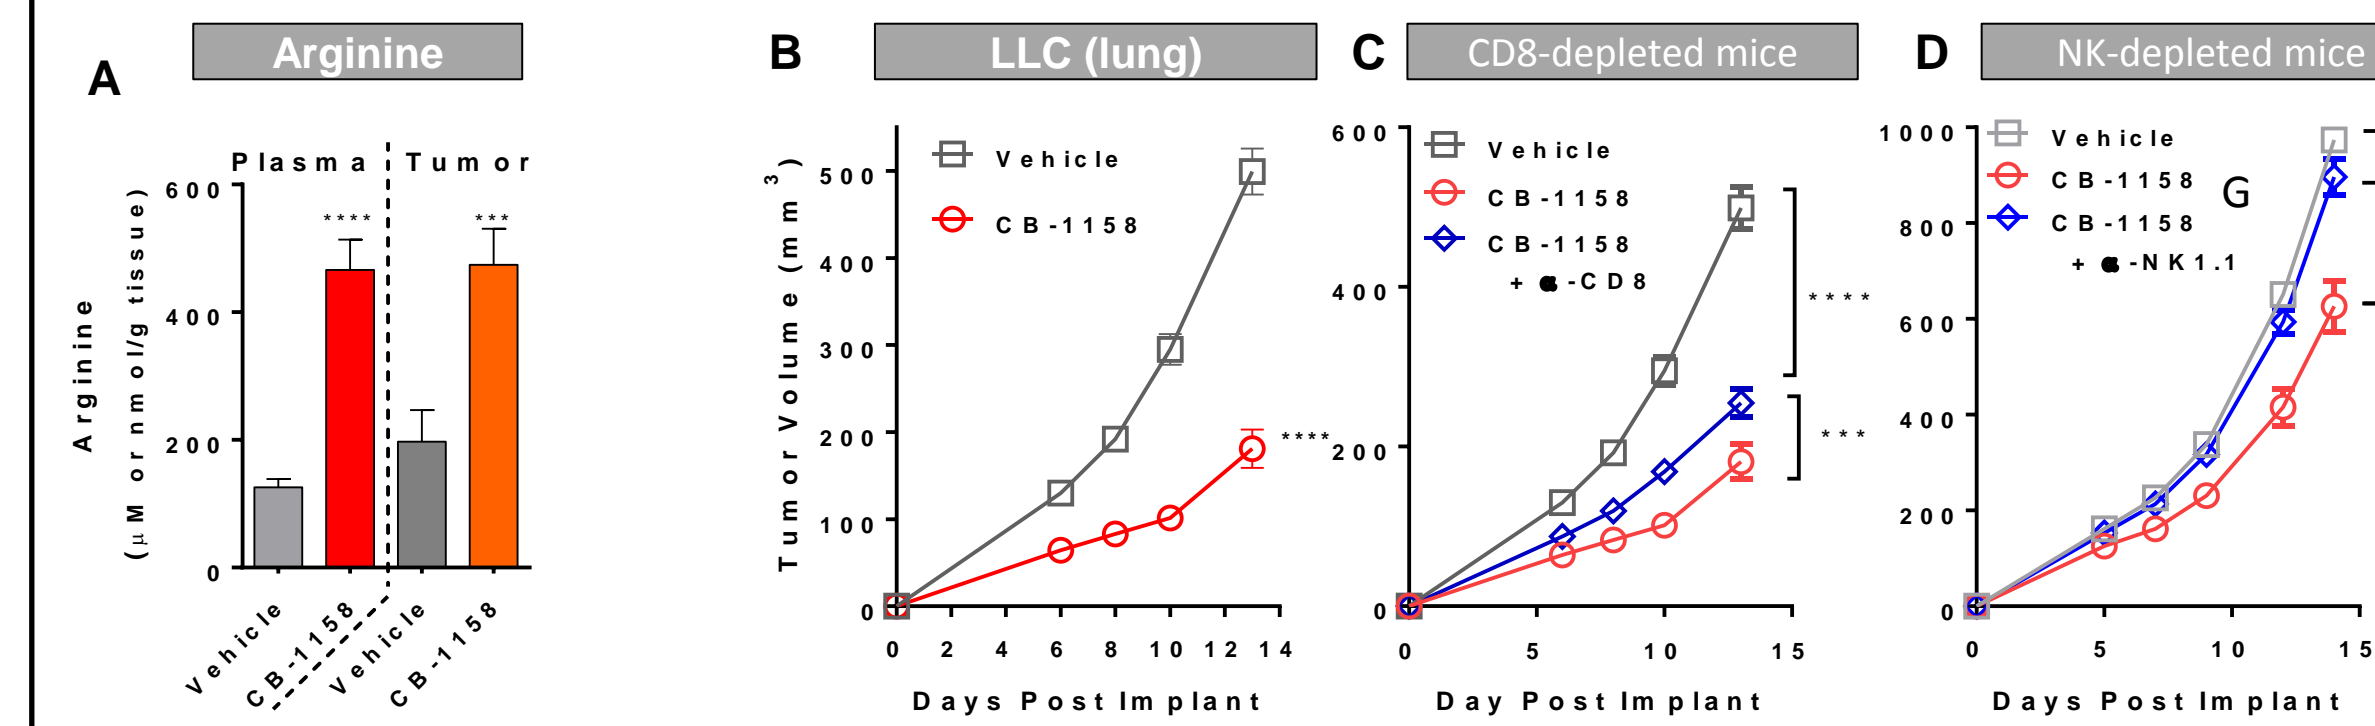 A
Arginine
Plasma
Tumor
Arginine
(μM or nmol/g tissue)
600
400
200
0
****
***
Vehicle
CB-1158
Vehicle
CB-1158
B
LLC (lung)
Tumor Volume (mm3)
500
400
300
200
100
0
Vehicle
CB-1158
****
0 2 4 6 8 10 12 14
Days Post Implant
C
CD8-depleted mice
600
400
200
0
Vehicle
CB-1158
CB-1158
+ α-CD8
****
***
0 5 10 15
Day Post Implant
D
NK-depleted mice
1000
800
600
400
200
0
Vehicle
CB-1158
CB-1158
+ α-NK1.1
G
0 5 10 15
Days Post Implant